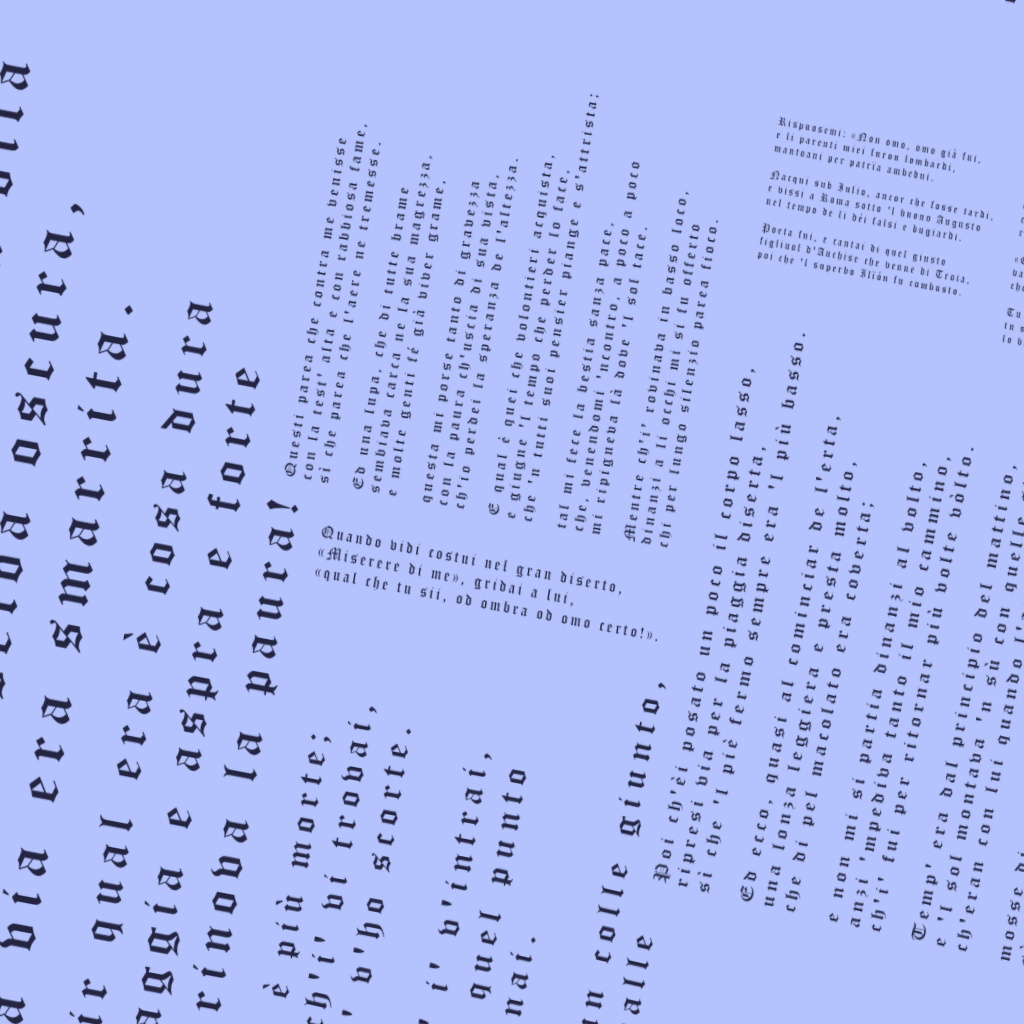 oscura,
via era smarrita.
qual era è cosa dura
e aspra e forte
rinova la paura!
è più morte;
ch'i' vi trovai,
v'ho scorte.
i' v'intrai,
quel punto
colle giunto,
Poi ch'èi posato un poco il corpo lasso,
ripresi via per la piaggia diserta,
sì che 'l piè fermo sempre era 'l più basso.
Ed ecco, quasi al cominciar de l'erta,
una lonza leggiera e presta molto,
che di pel macolato era coverta;
e non mi si partia dinanzi al volto,
anzi 'mpediva tanto il mio cammino,
ch'i' fui per ritornar più volte vòlto.
Temp' era dal principio del mattino,
e 'l sol montava 'n sù con quelle
ch'eran con lui quando
mosse di
Questi parea che contra me venisse
con la test' alta e con rabbiosa fame,
sì che parea che l'aere ne tremesse.
Ed una lupa, che di tutte brame
sembiava carca ne la sua magrezza,
e molte genti fé già viver grame,
questa mi porse tanto di gravezza
con la paura ch'uscia di sua vista,
ch'io perdei la speranza de l'altezza.
E qual è quei che volontieri acquista,
e giugne 'l tempo che perder lo face,
che 'n tutti suoi pensier piange e s'attrista;
tal mi fece la bestia sanza pace,
che, venendomi 'ncontro, a poco a poco
mi ripigneva là dove 'l sol tace.
Mentre ch'i' rovinava in basso loco,
dinanzi a li occhi mi si fu offerto
chi per lungo silenzio parea fioco.
Quando vidi costui nel gran diserto,
«Miserere di me», gridai a lui,
«qual che tu sii, od ombra od omo certo!».
Rispuosemi: «Non omo, omo già fui,
e li parenti miei furon lombardi,
mantoani per patrïa ambedui.
Nacqui sub Iulio, ancor che fosse tardi,
e vissi a Roma sotto 'l buono Augusto
nel tempo de li dèi falsi e bugiardi.
Poeta fui, e cantai di quel giusto
figliuol d'Anchise che venne di Troia,
poi che 'l superbo Ilïón fu combusto.